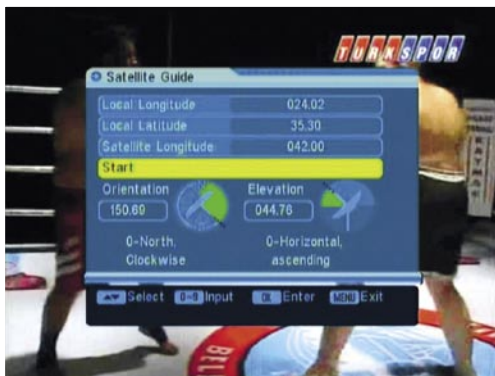 TURKSPOR
Satellite Guide
Local Longitude 024.02
Local Latitude 35.30
Satellite Longitude 042.00
Start
Orientation Elevation
150.69 044.76
0-North, 0-Horizontal,
Clockwise ascending
Select 0~9 Input OK Enter MENU Exit
BEL